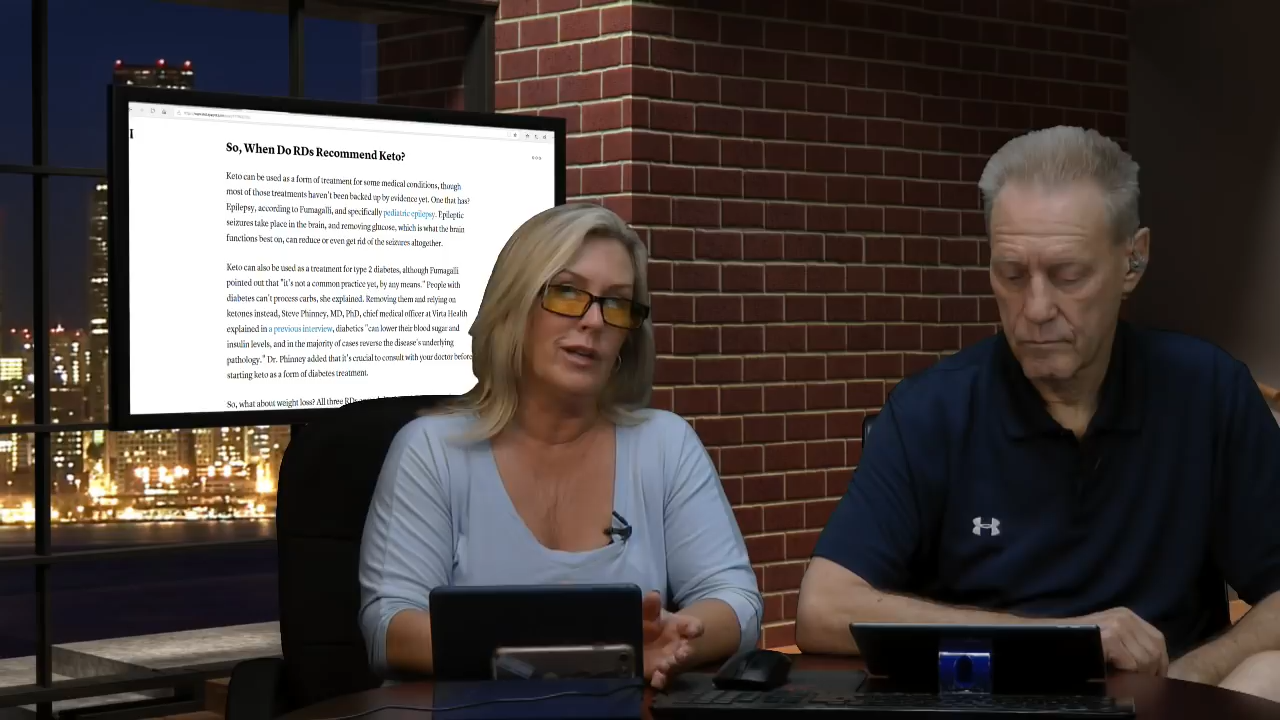 So, When Do RDs Recommend Keto?
Keto can be used as a form of treatment for some medical conditions, though
most of those treatments haven't been backed up by evidence yet. One that has?
Epilepsy, according to Fumagalli, and specifically pediatric epilepsy. Epileptic
seizures take place in the brain, and removing glucose, which is what the brain
functions best on, can reduce or even get rid of the seizures altogether.
Keto can also be used as a treatment for type 2 diabetes, although Fumagalli
pointed out that "it's not a common practice yet, by any means." People with
diabetes can't process carbs, she explained. Removing them and relying on
ketones instead, Steve Phinney, MD, PhD, chief medical officer at Virta Health
explained in a previous interview, diabetics "can lower their blood sugar and
insulin levels, and in the majority of cases reverse the disease's underlying
pathology." Dr. Phinney added that it's crucial to consult with your doctor before
starting keto as a form of diabetes treatment.
So, what about weight loss? All three RDs